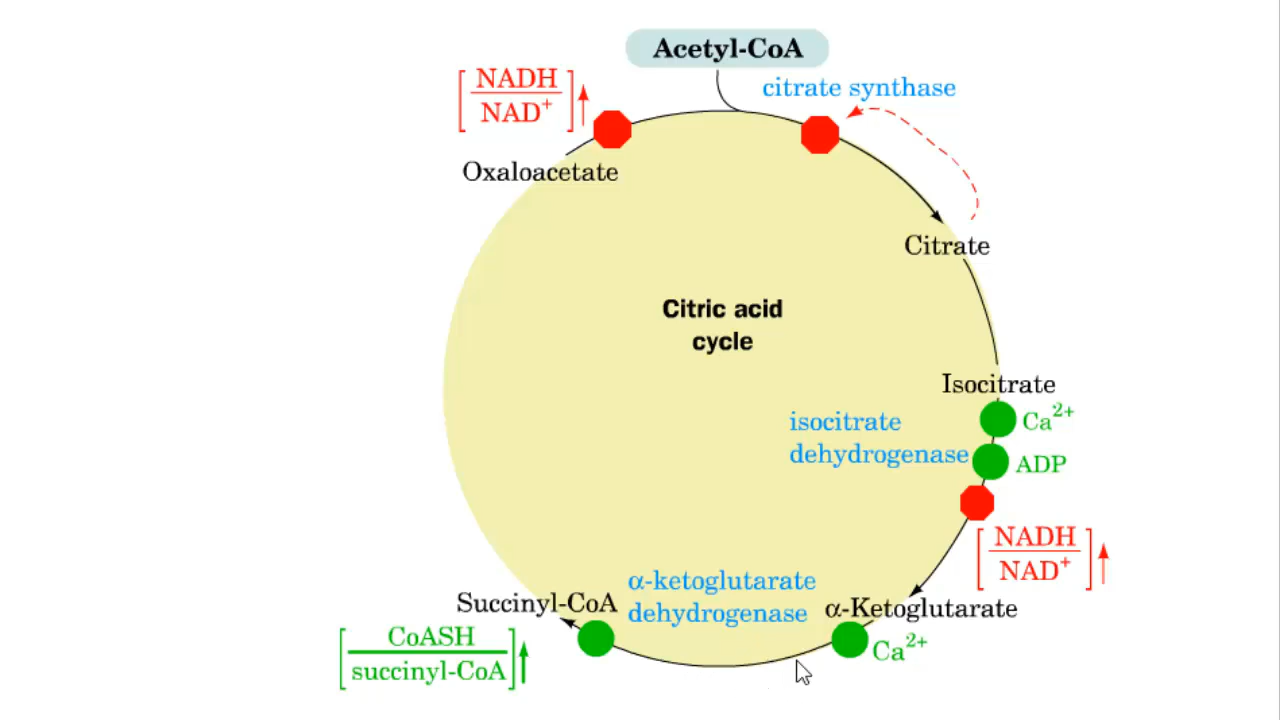 Acetyl-CoA
citrate synthase
[NADH
NAD⁺]↑
Oxaloacetate
Citrate
Citric acid
cycle
Isocitrate
Ca²⁺
isocitrate
dehydrogenase
ADP
[NADH
NAD⁺]↑
α-ketoglutarate
dehydrogenase
α-Ketoglutarate
Ca²⁺
Succinyl-CoA
[CoASH
succinyl-CoA]↑